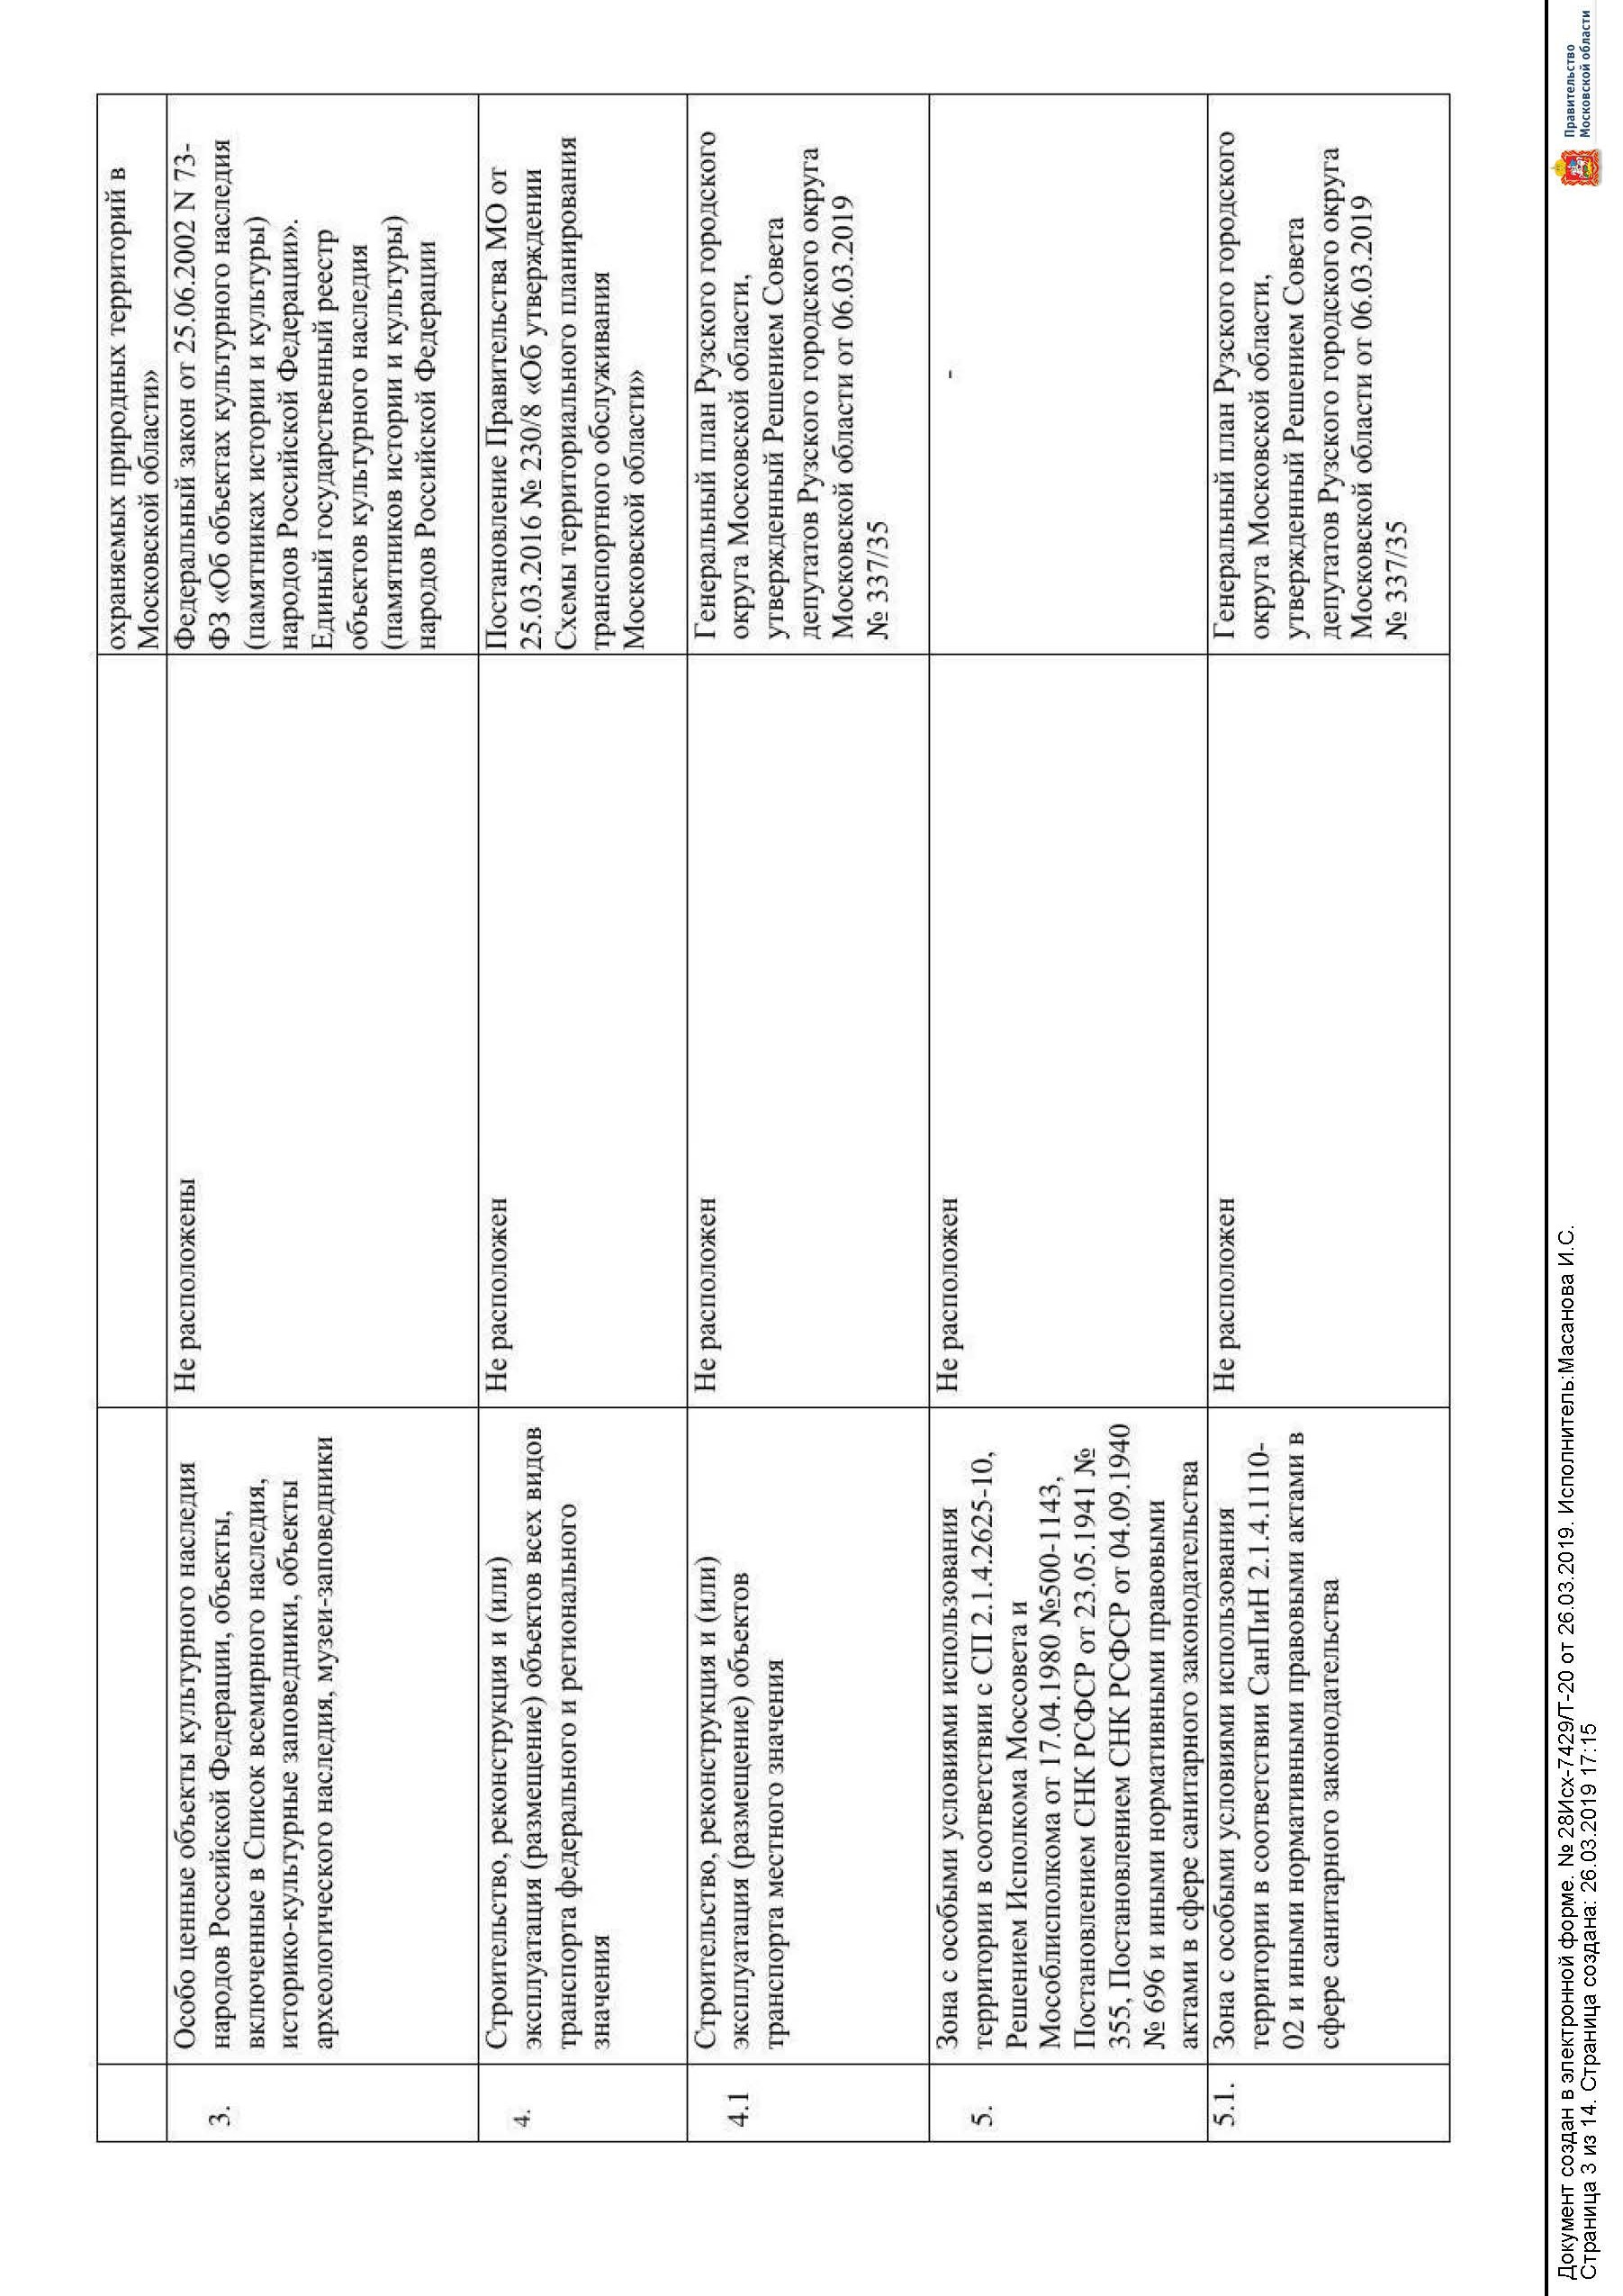 охраняемых природных территорий в
Московской области»
3.
Особо ценные объекты культурного наследия
народов Российской Федерации, объекты,
включенные в Список всемирного наследия,
историко-культурные заповедники, объекты
археологического наследия, музеи-заповедники
Не расположены
Федеральный закон от 25.06.2002 N 73-
ФЗ «Об объектах культурного наследия
(памятниках истории и культуры)
народов Российской Федерации».
Единый государственный реестр
объектов культурного наследия
(памятников истории и культуры)
народов Российской Федерации
4.
Строительство, реконструкция и (или)
эксплуатация (размещение) объектов всех видов
транспорта федерального и регионального
значения
Не расположен
Постановление Правительства МО от
25.03.2016 № 230/8 «Об утверждении
Схемы территориального планирования
транспортного обслуживания
Московской области»
4.1
Строительство, реконструкция и (или)
эксплуатация (размещение) объектов
транспорта местного значения
Не расположен
Генеральный план Рузского городского
округа Московской области,
утвержденный Решением Совета
депутатов Рузского городского округа
Московской области от 06.03.2019
№ 337/35
5.
Зона с особыми условиями использования
территории в соответствии с СП 2.1.4.2625-10,
Решением Исполкома Моссовета и
Мособлисполкома от 17.04.1980 №500-1143,
Постановлением СНК РСФСР от 23.05.1941 №
355, Постановлением СНК РСФСР от 04.09.1940
№ 696 и иными нормативными правовыми
актами в сфере санитарного законодательства
Не расположен
-
5.1.
Зона с особыми условиями использования
территории в соответствии СанПиН 2.1.4.1110-
02 и иными нормативными правовыми актами в
сфере санитарного законодательства
Не расположен
Генеральный план Рузского городского
округа Московской области,
утвержденный Решением Совета
депутатов Рузского городского округа
Московской области от 06.03.2019
№ 337/35
Документ создан в электронной форме. № 28Исх-7429/Т-20 от 26.03.2019. Исполнитель:Масанова И.С.
Страница 3 из 14. Страница создана: 26.03.2019 17:15
Правительство
Московской области